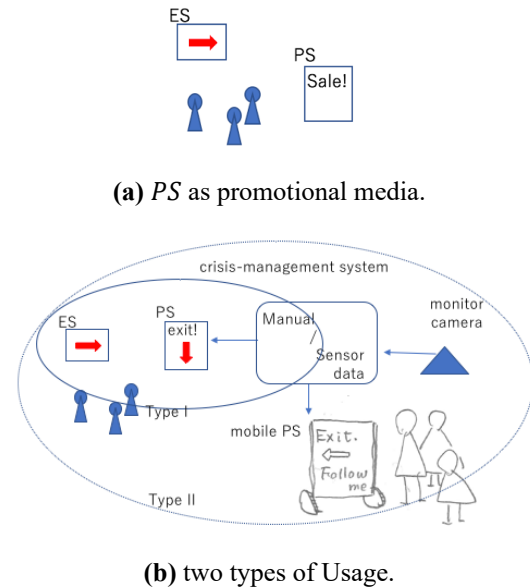 ES
PS
Sale!
(a) PS as promotional media.
crisis-management system
monitor
camera
ES
PS
exit!
Manual
/
Sensor
data
Type I
mobile PS
Exit.
Follow
me
Type II
(b) two types of Usage.